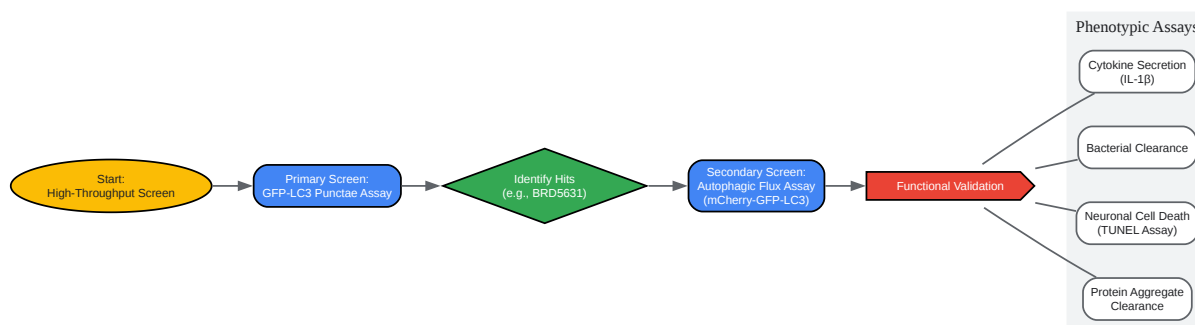 Start:
High-Throughput Screen
Primary Screen:
GFP-LC3 Punctae Assay
Identify Hits
(e.g., BRD5631)
Secondary Screen:
Autophagic Flux Assay
(mCherry-GFP-LC3)
Functional Validation
Phenotypic Assays
Cytokine Secretion
(IL-1β)
Bacterial Clearance
Neuronal Cell Death
(TUNEL Assay)
Protein Aggregate
Clearance